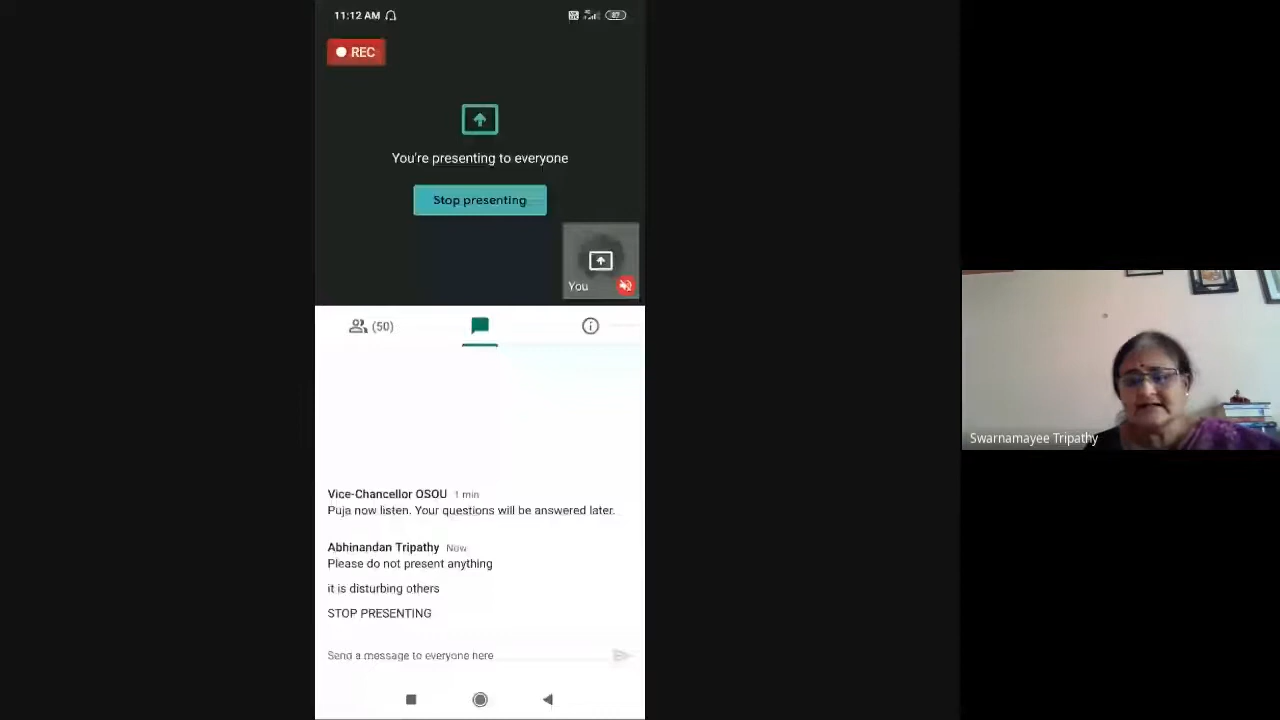 11:12 AM
87
REC
You're presenting to everyone
Stop presenting
You
(50)
Vice-Chancellor OSOU 1 min
Puja now listen. Your questions will be answered later.
Abhinandan Tripathy Now
Please do not present anything
it is disturbing others
STOP PRESENTING
Send a message to everyone here
Swarnamayee Tripathy